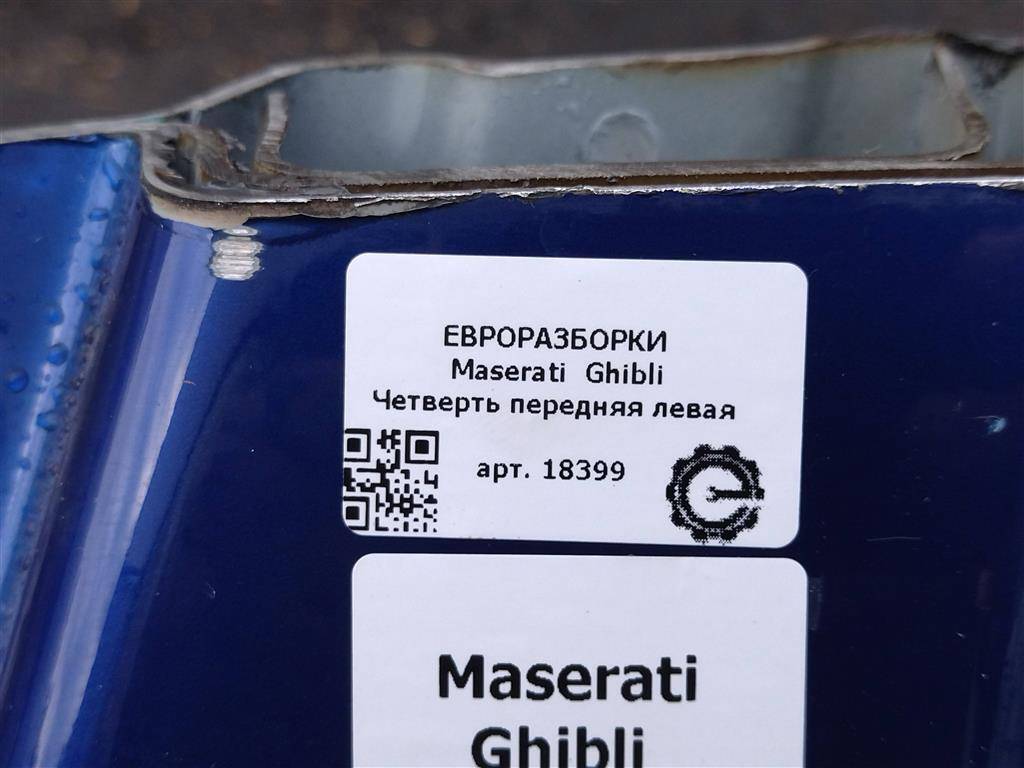 ЕВРОРАЗБОРКИ
Maserati Ghibli
Четверть передняя левая
арт. 18399
Maserati
Ghibli